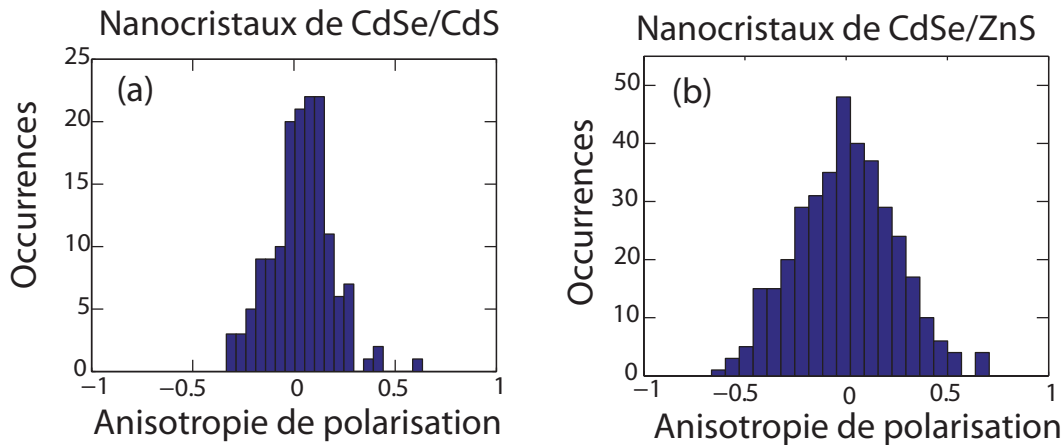 Nanocristaux de CdSe/CdS
(a)
Occurrences
25
20
15
10
5
0
−1
−0.5
0
0.5
1
Anisotropie de polarisation
Nanocristaux de CdSe/ZnS
(b)
Occurrences
50
40
30
20
10
0
−1
−0.5
0
0.5
1
Anisotropie de polarisation